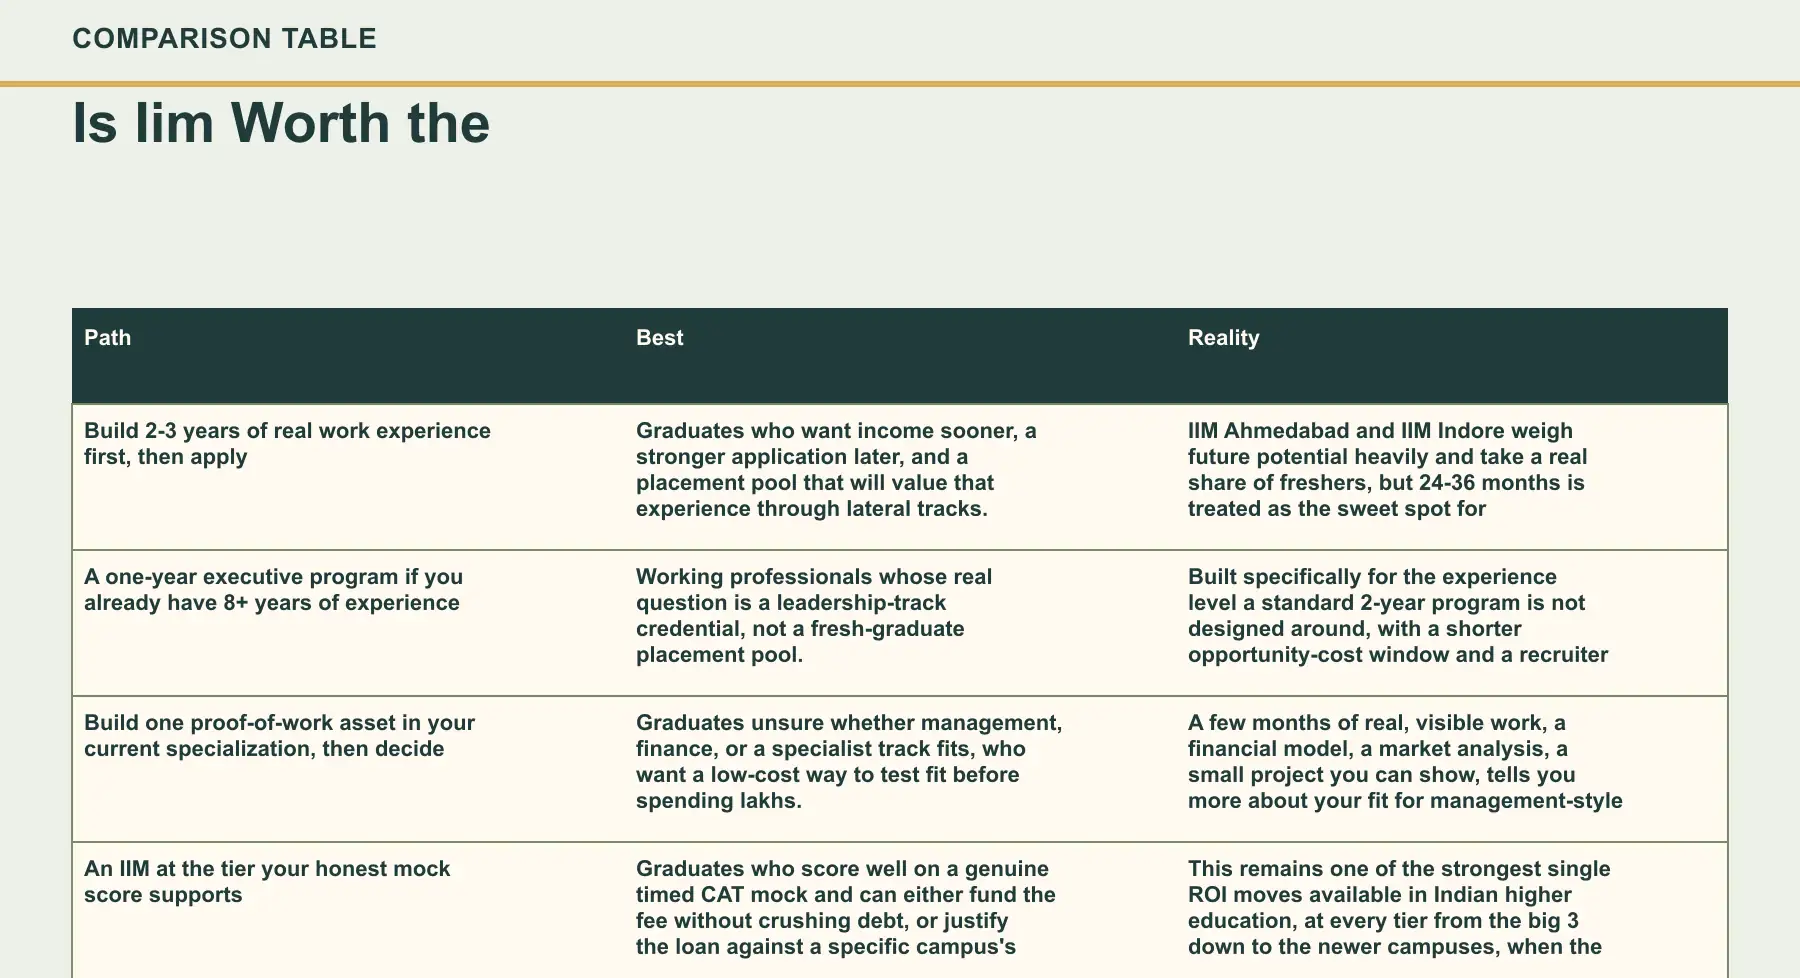 COMPARISON TABLE
Is Iim Worth the
Path
Best
Reality
Build 2-3 years of real work experience
first, then apply
Graduates who want income sooner, a
stronger application later, and a
placement pool that will value that
experience through lateral tracks.
IIM Ahmedabad and IIM Indore weigh
future potential heavily and take a real
share of freshers, but 24-36 months is
treated as the sweet spot for
A one-year executive program if you
already have 8+ years of experience
Working professionals whose real
question is a leadership-track
credential, not a fresh-graduate
placement pool.
Built specifically for the experience
level a standard 2-year program is not
designed around, with a shorter
opportunity-cost window and a recruiter
Build one proof-of-work asset in your
current specialization, then decide
Graduates unsure whether management,
finance, or a specialist track fits, who
want a low-cost way to test fit before
spending lakhs.
A few months of real, visible work, a
financial model, a market analysis, a
small project you can show, tells you
more about your fit for management-style
An IIM at the tier your honest mock
score supports
Graduates who score well on a genuine
timed CAT mock and can either fund the
fee without crushing debt, or justify
the loan against a specific campus's
This remains one of the strongest single
ROI moves available in Indian higher
education, at every tier from the big 3
down to the newer campuses, when the